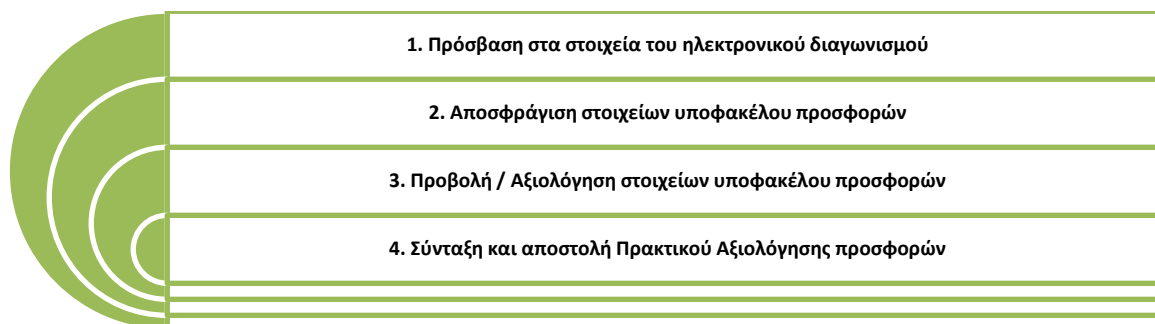 1. Πρόσβαση στα στοιχεία του ηλεκτρονικού διαγωνισμού
2. Αποσφράγιση στοιχείων υποφακέλου προσφορών
3. Προβολή / Αξιολόγηση στοιχείων υποφακέλου προσφορών
4. Σύνταξη και αποστολή Πρακτικού Αξιολόγησης προσφορών